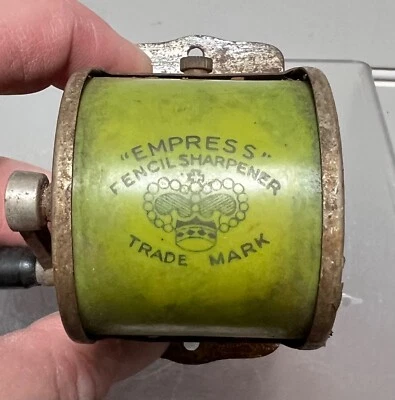 "EMPRESS"
PENCIL SHARPENER
TRADE MARK